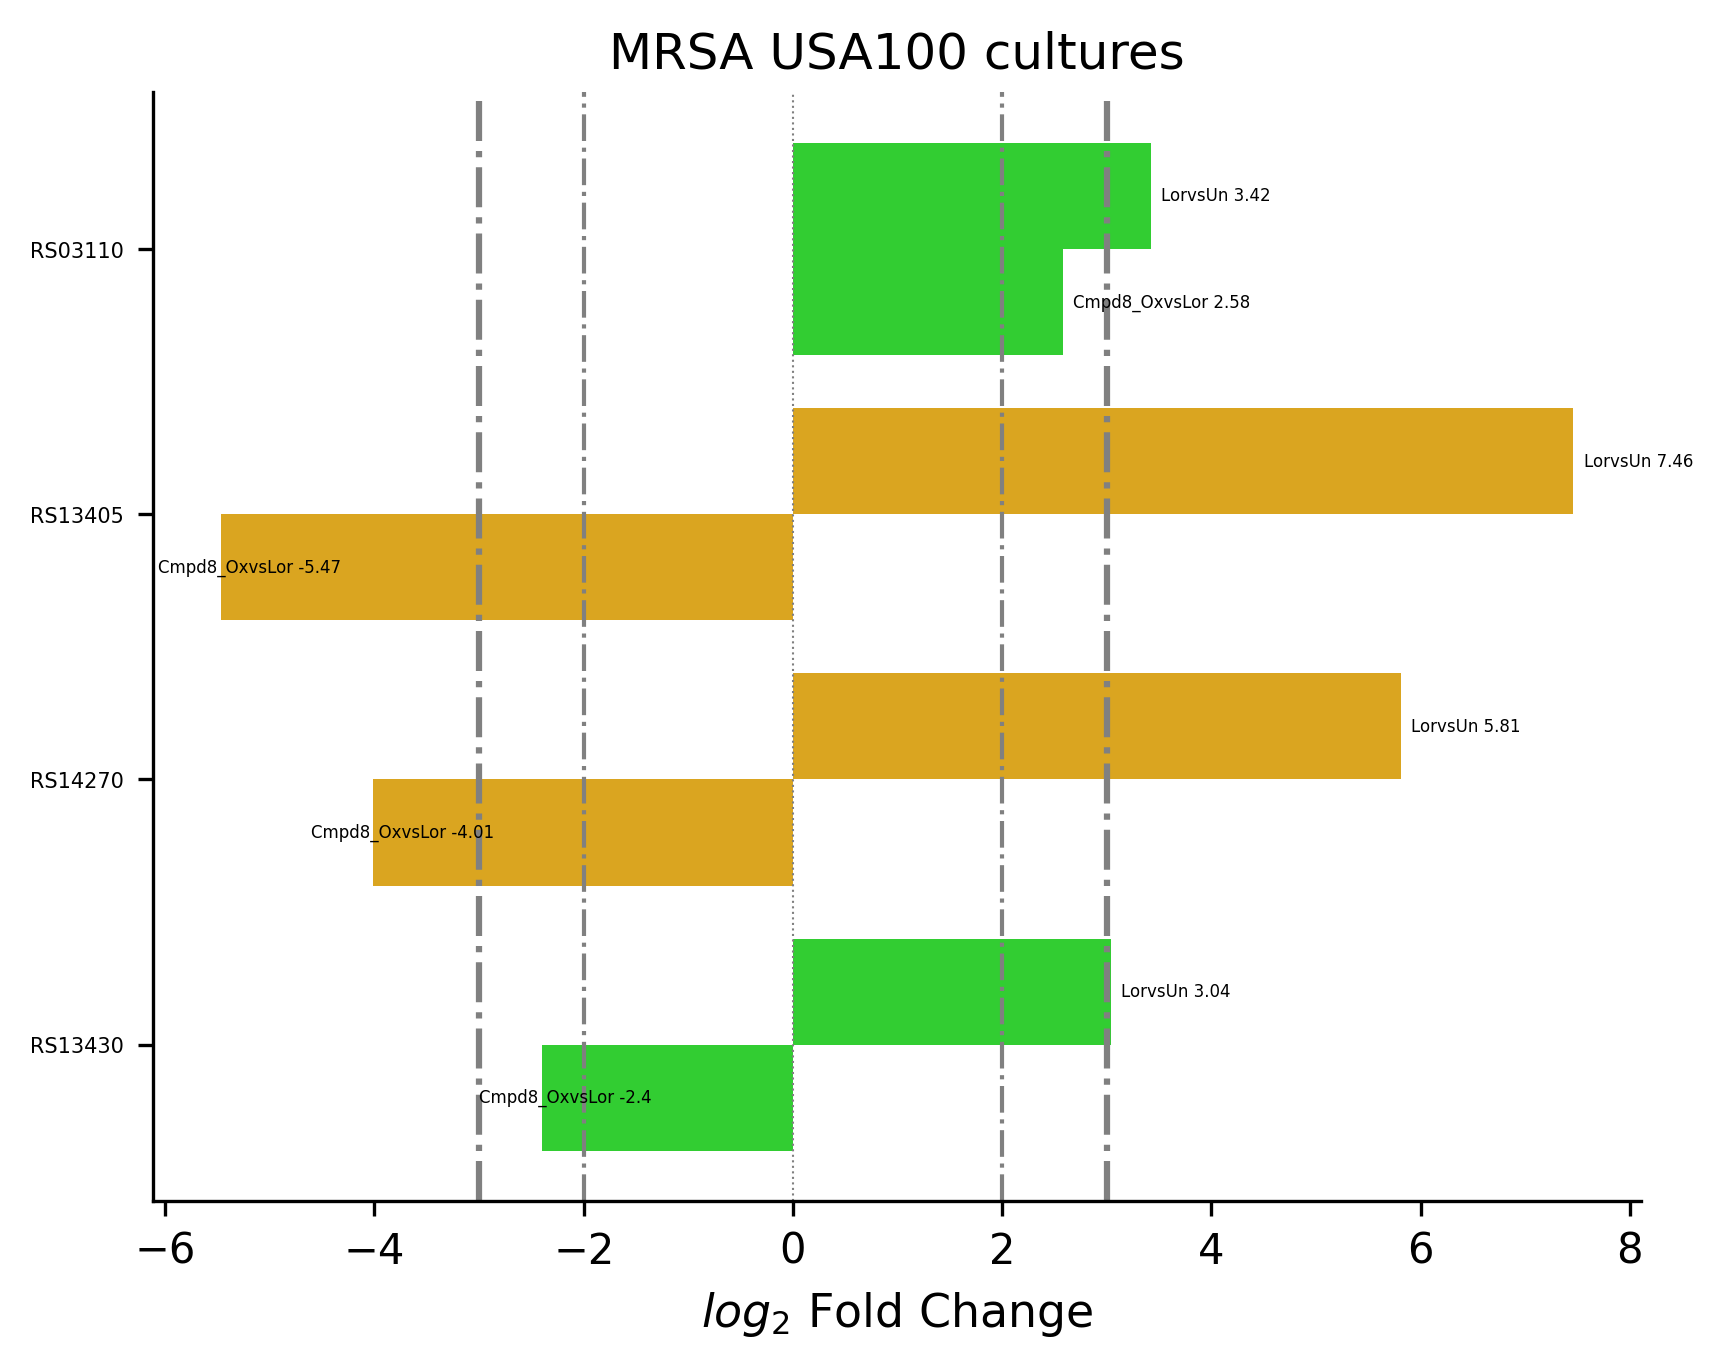 MRSA USA100 cultures
LorvsUn 3.42
RS03110
Cmpd8_OxvsLor 2.58
LorvsUn 7.46
RS13405
Cmpd8_OxvsLor -5.47
LorvsUn 5.81
RS14270
Cmpd8_OxvsLor -4.01
LorvsUn 3.04
RS13430
Cmpd8_OxvsLor -2.4
−6 −4 −2 0 2 4 6 8
log₂ Fold Change